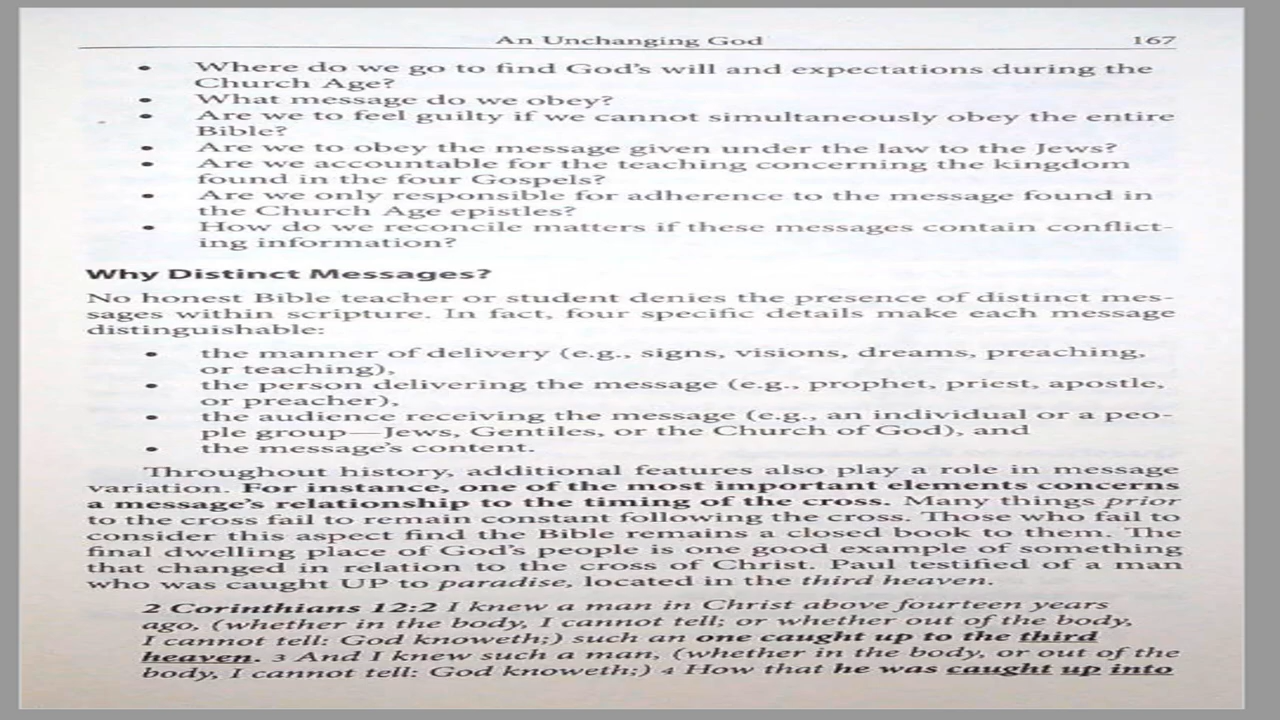 An Unchanging God 167
• Where do we go to find God's will and expectations during the
Church Age?
• What message do we obey?
• Are we to feel guilty if we cannot simultaneously obey the entire
Bible?
• Are we to obey the message given under the law to the Jews?
• Are we accountable for the teaching concerning the kingdom
found in the four Gospels?
• Are we only responsible for adherence to the message found in
the Church Age epistles?
• How do we reconcile matters if these messages contain conflict-
ing information?
Why Distinct Messages?
No honest Bible teacher or student denies the presence of distinct mes-
sages within scripture. In fact, four specific details make each message
distinguishable:
• the manner of delivery (e.g., signs, visions, dreams, preaching,
or teaching),
• the person delivering the message (e.g., prophet, priest, apostle,
or preacher),
• the audience receiving the message (e.g., an individual or a peo-
ple group—Jews, Gentiles, or the Church of God), and
• the message's content.
Throughout history, additional features also play a role in message
variation. For instance, one of the most important elements concerns
a message's relationship to the timing of the cross. Many things prior
to the cross fail to remain constant following the cross. Those who fail to
consider this aspect find the Bible remains a closed book to them. The
final dwelling place of God's people is one good example of something
that changed in relation to the cross of Christ. Paul testified of a man
who was caught UP to paradise, located in the third heaven.
2 Corinthians 12:2 I knew a man in Christ above fourteen years
ago, (whether in the body, I cannot tell; or whether out of the body,
I cannot tell: God knoweth;) such an one caught up to the third
heaven. 3 And I knew such a man, (whether in the body, or out of the
body, I cannot tell: God knoweth;) 4 How that he was caught up into